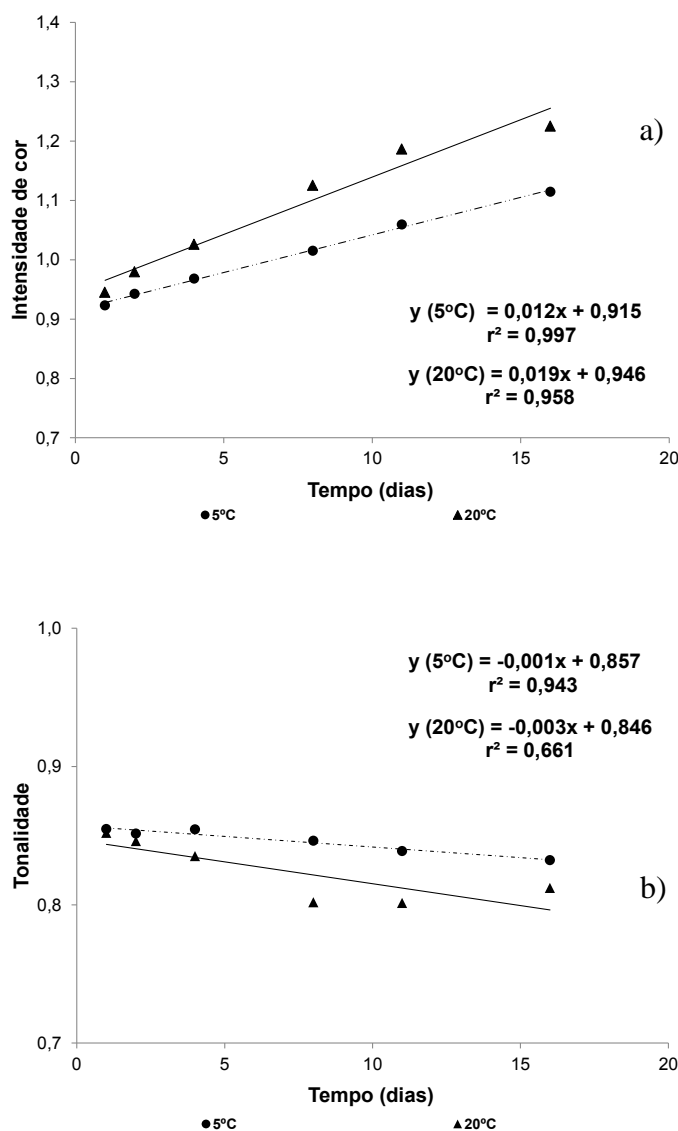 1,4
1,3
1,2
1,1
1,0
0,9
0,8
0,7
Intensidade de cor
a)
y (5ºC) = 0,012x + 0,915
r² = 0,997
y (20ºC) = 0,019x + 0,946
r² = 0,958
0 5 10 15 20
Tempo (dias)
5ºC 20ºC
1,0
0,9
0,8
0,7
Tonalidade
y (5ºC) = -0,001x + 0,857
r² = 0,943
y (20ºC) = -0,003x + 0,846
r² = 0,661
b)
0 5 10 15 20
Tempo (dias)
5ºC 20ºC